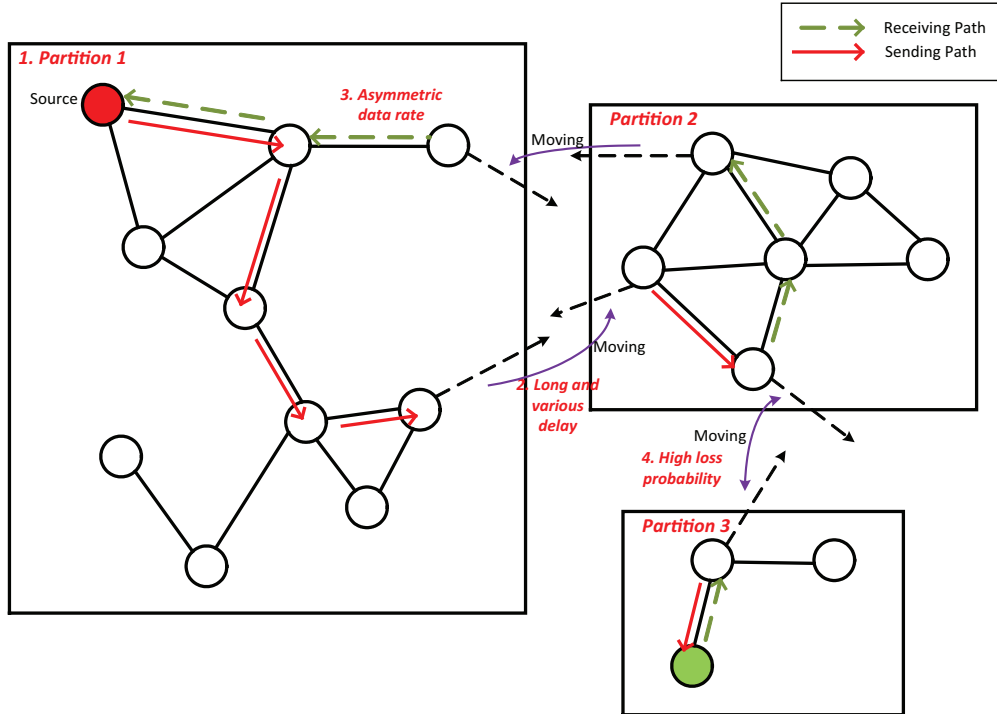 Receiving Path
Sending Path
1. Partition 1
Source
3. Asymmetric
data rate
Moving
Partition 2
Moving
2. Long and
various
delay
Moving
4. High loss
probability
Partition 3